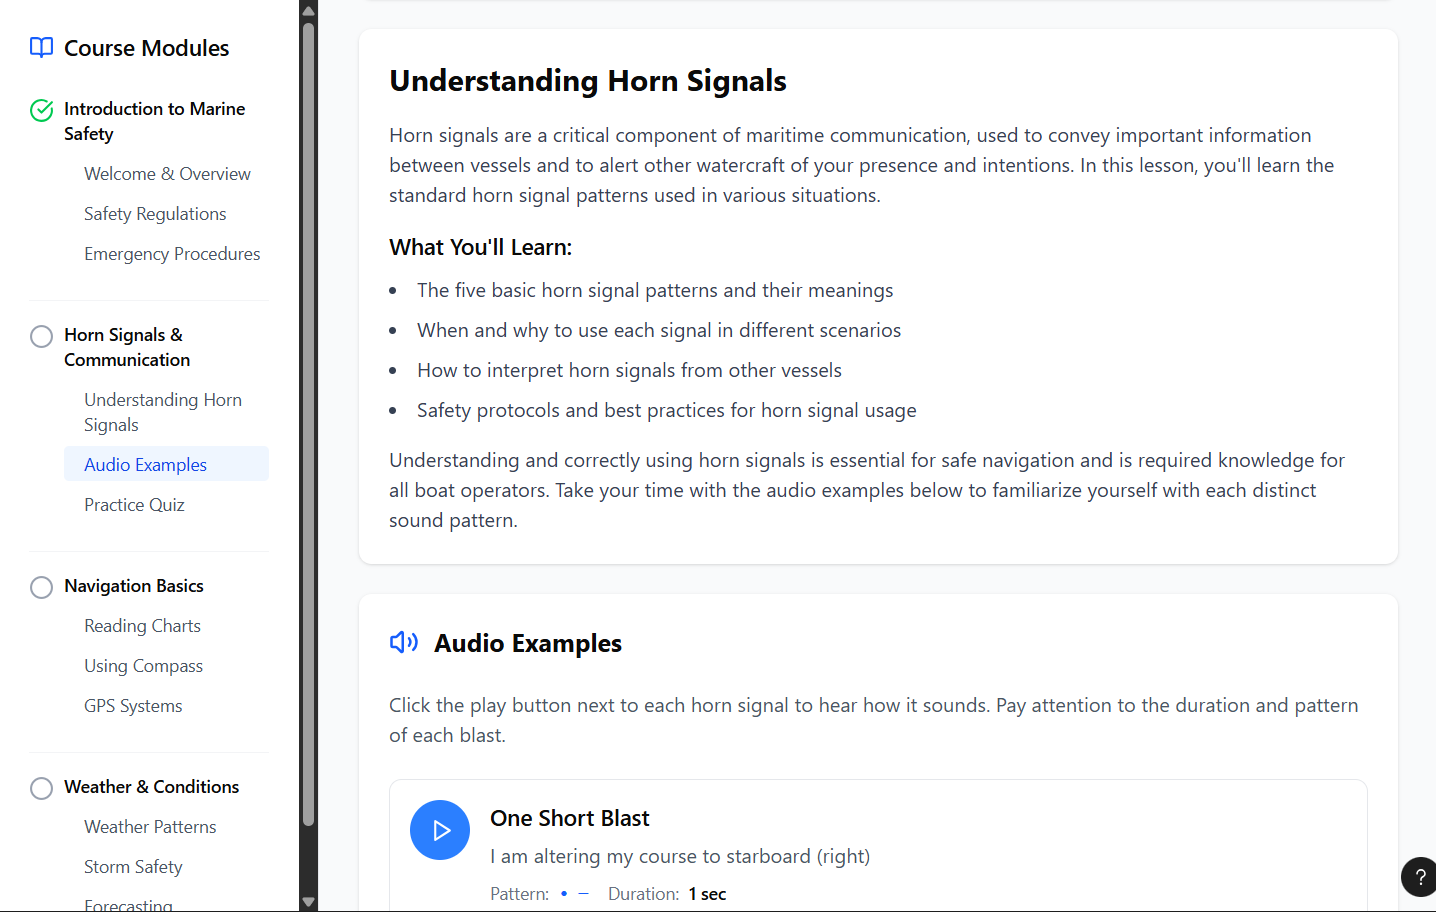 Course Modules
Introduction to Marine
Safety
Welcome & Overview
Safety Regulations
Emergency Procedures
Horn Signals &
Communication
Understanding Horn
Signals
Audio Examples
Practice Quiz
Navigation Basics
Reading Charts
Using Compass
GPS Systems
Weather & Conditions
Weather Patterns
Storm Safety
Forecasting
Understanding Horn Signals
Horn signals are a critical component of maritime communication, used to convey important information
between vessels and to alert other watercraft of your presence and intentions. In this lesson, you'll learn the
standard horn signal patterns used in various situations.
What You'll Learn:
• The five basic horn signal patterns and their meanings
• When and why to use each signal in different scenarios
• How to interpret horn signals from other vessels
• Safety protocols and best practices for horn signal usage
Understanding and correctly using horn signals is essential for safe navigation and is required knowledge for
all boat operators. Take your time with the audio examples below to familiarize yourself with each distinct
sound pattern.
Audio Examples
Click the play button next to each horn signal to hear how it sounds. Pay attention to the duration and pattern
of each blast.
One Short Blast
I am altering my course to starboard (right)
Pattern: • – Duration: 1 sec
?